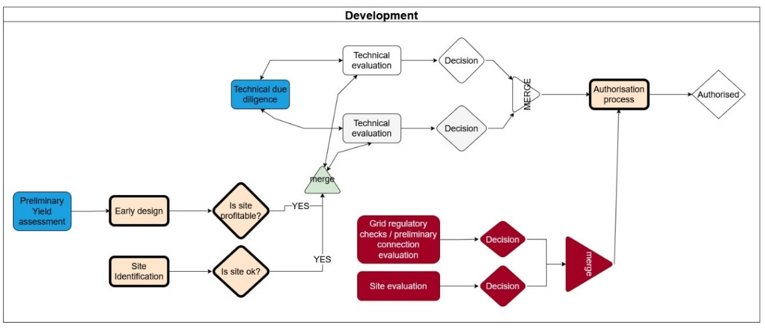 Development
Technical
evaluation
Decision
Technical due
diligence
MERGE
Authorisation
process
Authorised
Technical
evaluation
Decision
merge
Preliminary
Yield
assessment
Early design
Is site
profitable?
YES
Grid regulatory
checks / preliminary
connection
evaluation
Decision
Site
Identification
Is site ok?
YES
merge
Site evaluation
Decision